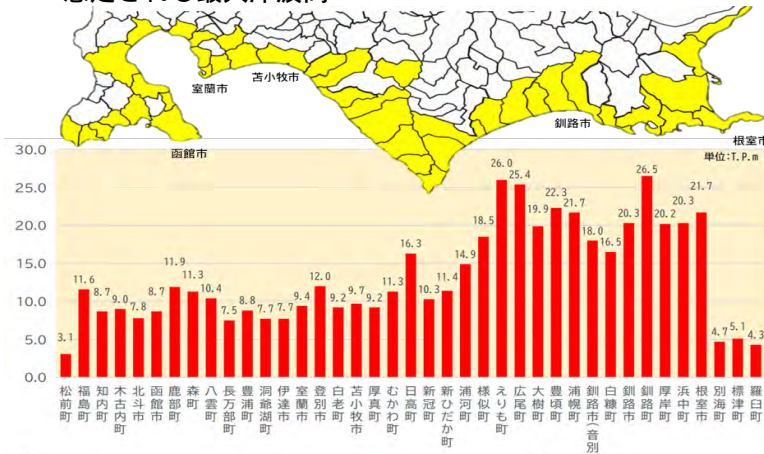 室蘭市
苫小牧市
釧路市
函館市
根室市
単位:T.P.m
30.0
25.0
20.0
15.0
10.0
5.0
0.0
3.1
11.6
8.7
9.0
7.8
8.7
11.9
11.3
10.4
7.5
8.8
7.7
7.7
9.4
12.0
9.2
9.7
9.2
11.3
16.3
10.3
11.4
14.9
18.5
26.0
25.4
19.9
22.3
21.7
18.0
16.5
20.3
26.5
20.2
20.3
21.7
4.7
5.1
4.3
松前町
福島町
知内町
木古内町
北斗市
函館市
鹿部町
森町
八雲町
長万部町
豊浦町
洞爺湖町
伊達市
室蘭市
登別市
白老町
苫小牧市
厚真町
むかわ町
日高町
新冠町
新ひだか町
浦河町
様似町
えりも町
広尾町
大樹町
豊頃町
浦幌町
釧路市(音別
白糠町
釧路市
釧路町
厚岸町
浜中町
根室市
別海町
標津町
羅臼町